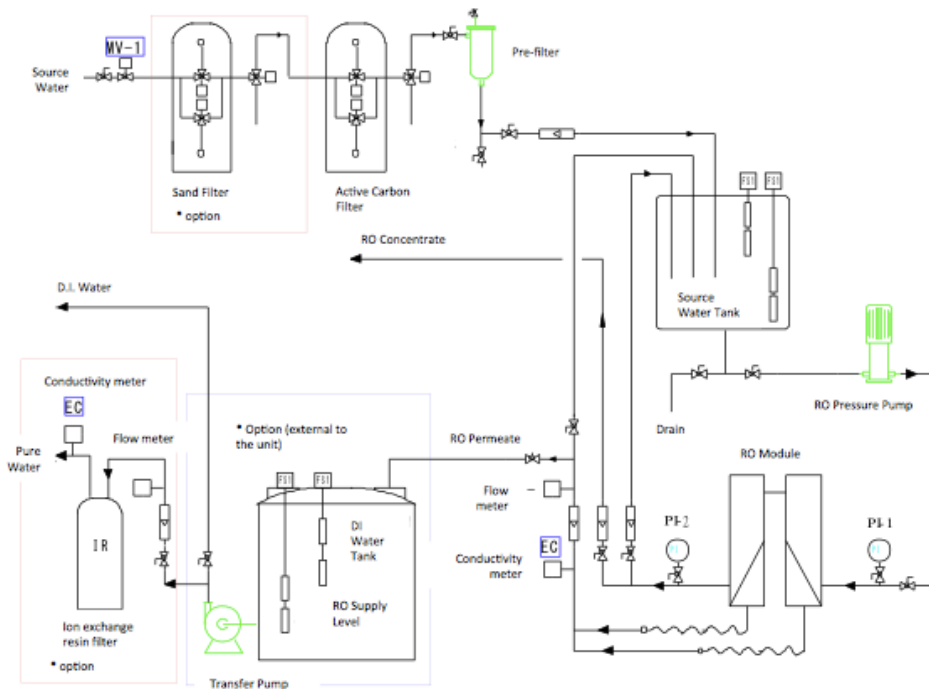 MV-1
Source
Water
Pre-filter
Sand Filter
* option
Active Carbon
Filter
FS1
FS1
RO Concentrate
Source
Water Tank
D.I. Water
RO Pressure Pump
Drain
Conductivity meter
EC
Flow meter
Pure
Water
* Option (external to
the unit)
FS1
FS1
RO Permeate
RO Module
Flow
meter
PI-2
PI-1
DI
Water
Tank
EC
Conductivity
meter
IR
RO Supply
Level
Ion exchange
resin filter
* option
Transfer Pump